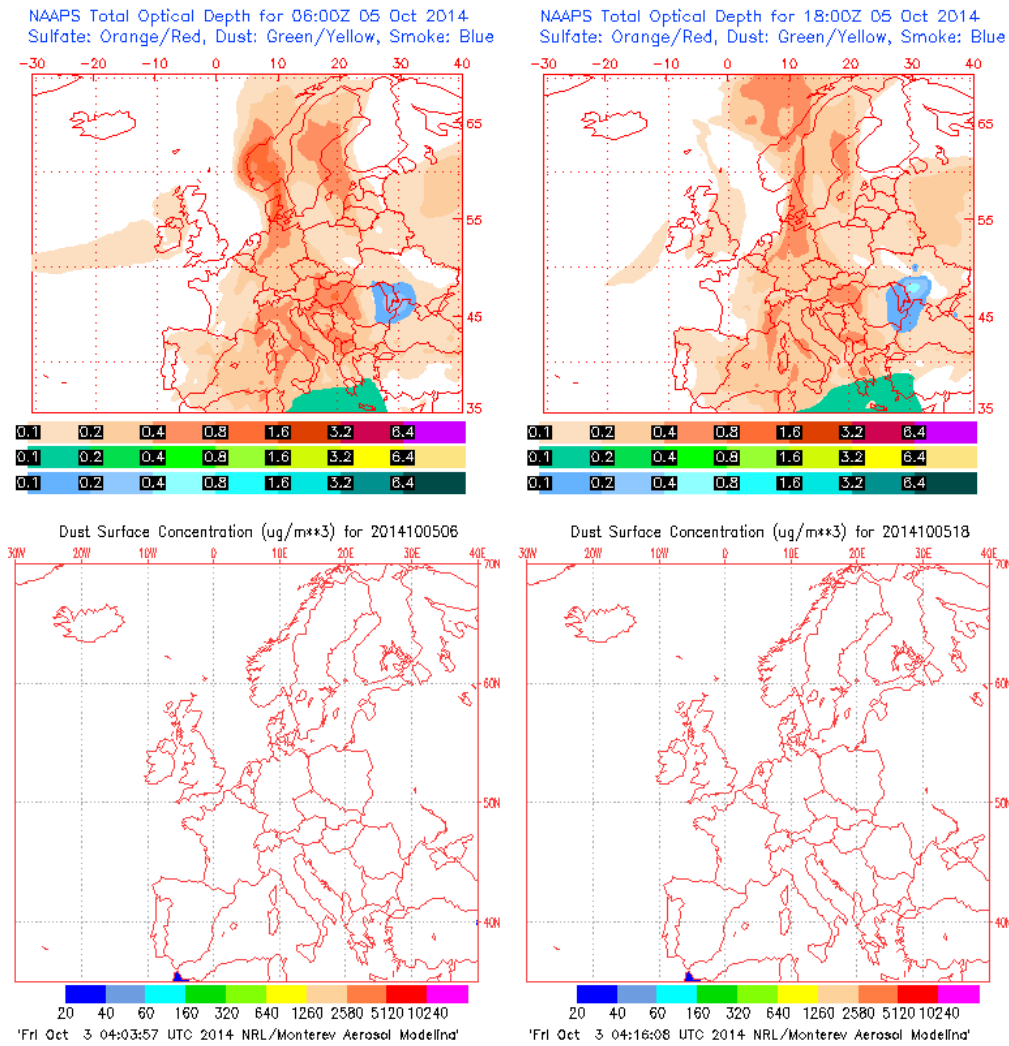 NAAPS Total Optical Depth for 06:00Z 05 Oct 2014
Sulfate: Orange/Red, Dust: Green/Yellow, Smoke: Blue
-30 -20 -10 0 10 20 30 40
65
55
45
35
0.1 0.2 0.4 0.8 1.6 3.2 6.4
0.1 0.2 0.4 0.8 1.6 3.2 6.4
0.1 0.2 0.4 0.8 1.6 3.2 6.4
NAAPS Total Optical Depth for 18:00Z 05 Oct 2014
Sulfate: Orange/Red, Dust: Green/Yellow, Smoke: Blue
-30 -20 -10 0 10 20 30 40
65
55
45
35
0.1 0.2 0.4 0.8 1.6 3.2 6.4
0.1 0.2 0.4 0.8 1.6 3.2 6.4
0.1 0.2 0.4 0.8 1.6 3.2 6.4
Dust Surface Concentration (ug/m**3) for 2014100506
30W 20W 10W 0 10E 20E 30E 40E
70N
60N
50N
40N
20 40 60 160 320 640 1260 2580 5120 10240
'Fri Oct 3 04:03:57 UTC 2014 NRL/Monterey Aerosol Modeling'
Dust Surface Concentration (ug/m**3) for 2014100518
30W 20W 10W 0 10E 20E 30E 40E
70N
60N
50N
40N
20 40 60 160 320 640 1260 2580 5120 10240
'Fri Oct 3 04:16:08 UTC 2014 NRL/Monterey Aerosol Modeling'